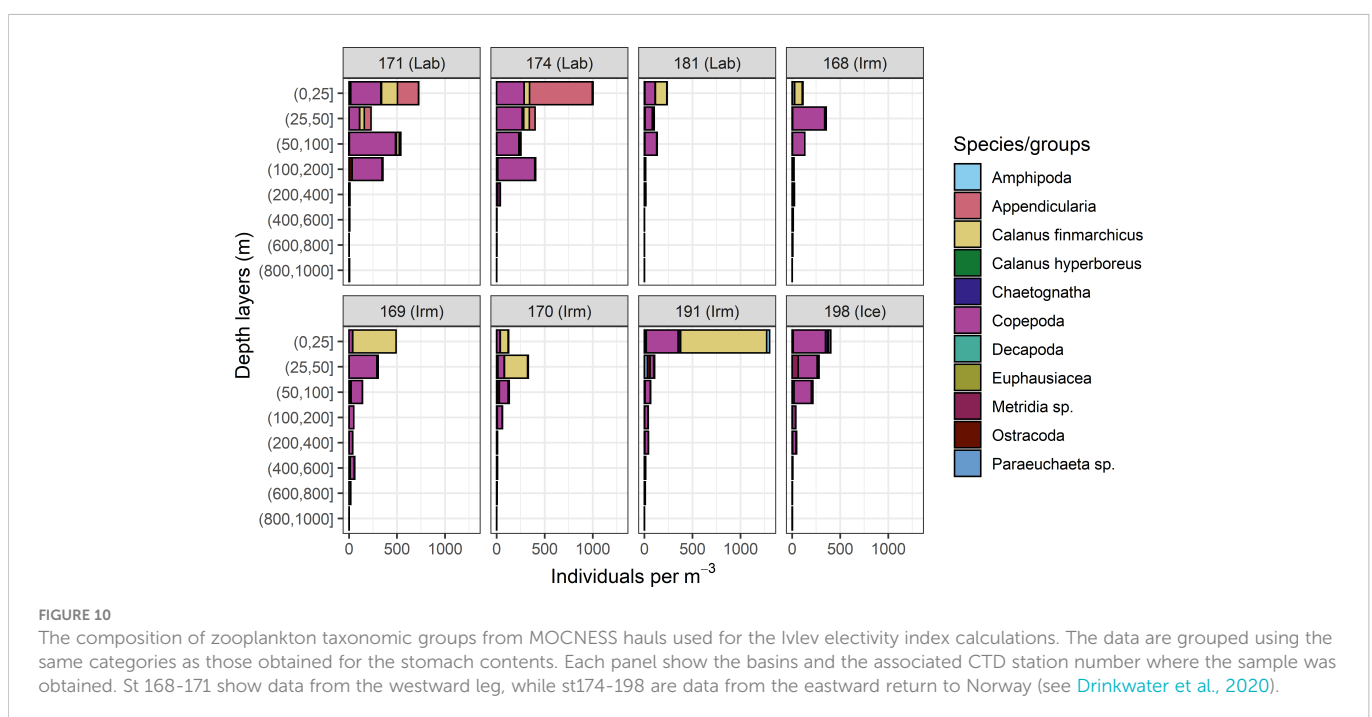 171 (Lab)
174 (Lab)
181 (Lab)
168 (Irm)
(0,25]
(25,50]
(50,100]
(100,200]
(200,400]
(400,600]
(600,800]
(800,1000]
169 (Irm)
170 (Irm)
191 (Irm)
198 (Ice)
(0,25]
(25,50]
(50,100]
(100,200]
(200,400]
(400,600]
(600,800]
(800,1000]
0 500 1000
0 500 1000
0 500 1000
0 500 1000
Depth layers (m)
Individuals per m⁻³
Species/groups
Amphipoda
Appendicularia
Calanus finmarchicus
Calanus hyperboreus
Chaetognatha
Copepoda
Decapoda
Euphausiacea
Metridia sp.
Ostracoda
Paraeuchaeta sp.
FIGURE 10
The composition of zooplankton taxonomic groups from MOCNESS hauls used for the Ivlev electivity index calculations. The data are grouped using the
same categories as those obtained for the stomach contents. Each panel show the basins and the associated CTD station number where the sample was
obtained. St 168-171 show data from the westward leg, while st174-198 are data from the eastward return to Norway (see Drinkwater et al., 2020).